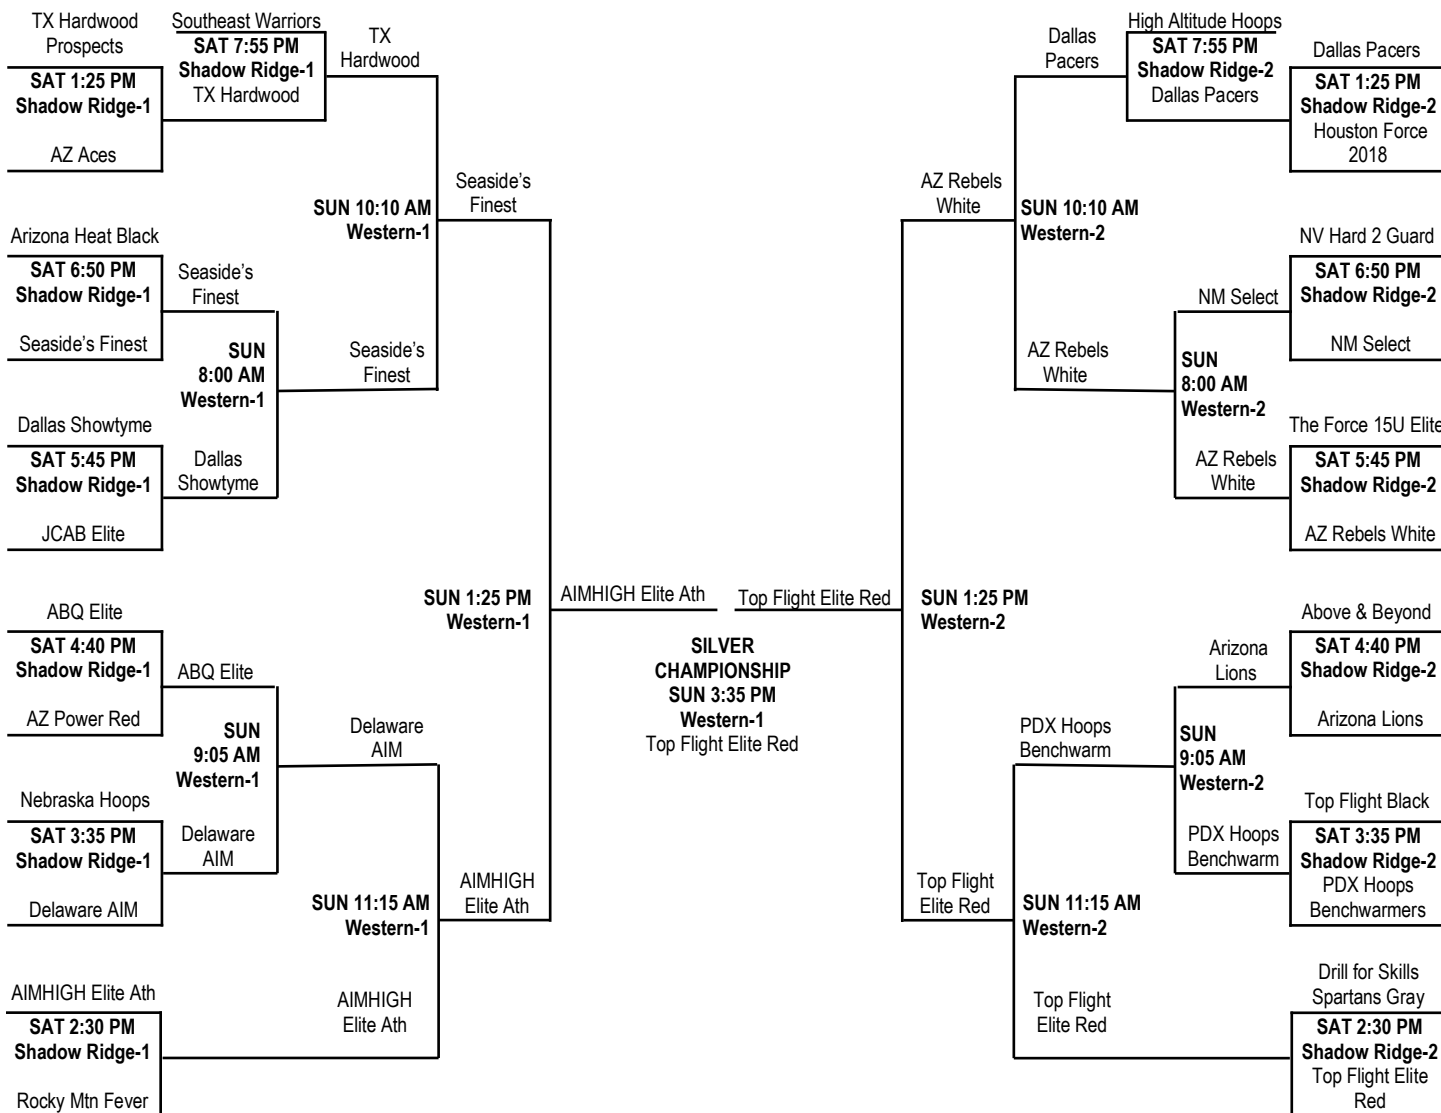 TX Hardwood
Prospects
SAT 1:25 PM
Shadow Ridge-1
AZ Aces
Southeast Warriors
SAT 7:55 PM
Shadow Ridge-1
TX Hardwood
TX
Hardwood
Arizona Heat Black
SAT 6:50 PM
Shadow Ridge-1
Seaside's Finest
Seaside's
Finest
SUN
8:00 AM
Western-1
Dallas Showtyme
SAT 5:45 PM
Shadow Ridge-1
JCAB Elite
Dallas
Showtyme
Seaside's
Finest
SUN 10:10 AM
Western-1
Seaside's
Finest
ABQ Elite
SAT 4:40 PM
Shadow Ridge-1
AZ Power Red
ABQ Elite
SUN
9:05 AM
Western-1
Nebraska Hoops
SAT 3:35 PM
Shadow Ridge-1
Delaware AIM
Delaware
AIM
Delaware
AIM
SUN 11:15 AM
Western-1
AIMHIGH Elite Ath
SAT 2:30 PM
Shadow Ridge-1
Rocky Mtn Fever
AIMHIGH
Elite Ath
AIMHIGH
Elite Ath
SUN 1:25 PM
Western-1
AIMHIGH Elite Ath
Top Flight Elite Red
SILVER
CHAMPIONSHIP
SUN 3:35 PM
Western-1
Top Flight Elite Red
SUN 1:25 PM
Western-2
AZ Rebels
White
SUN 10:10 AM
Western-2
Dallas
Pacers
High Altitude Hoops
SAT 7:55 PM
Shadow Ridge-2
Dallas Pacers
Dallas Pacers
SAT 1:25 PM
Shadow Ridge-2
Houston Force
2018
NV Hard 2 Guard
SAT 6:50 PM
Shadow Ridge-2
NM Select
NM Select
AZ Rebels
White
SUN
8:00 AM
Western-2
The Force 15U Elite
SAT 5:45 PM
Shadow Ridge-2
AZ Rebels White
AZ Rebels
White
Above & Beyond
SAT 4:40 PM
Shadow Ridge-2
Arizona Lions
Arizona
Lions
PDX Hoops
Benchwarm
SUN
9:05 AM
Western-2
Top Flight Black
SAT 3:35 PM
Shadow Ridge-2
PDX Hoops
Benchwarmers
PDX Hoops
Benchwarm
Top Flight
Elite Red
SUN 11:15 AM
Western-2
Top Flight
Elite Red
Drill for Skills
Spartans Gray
SAT 2:30 PM
Shadow Ridge-2
Top Flight Elite
Red